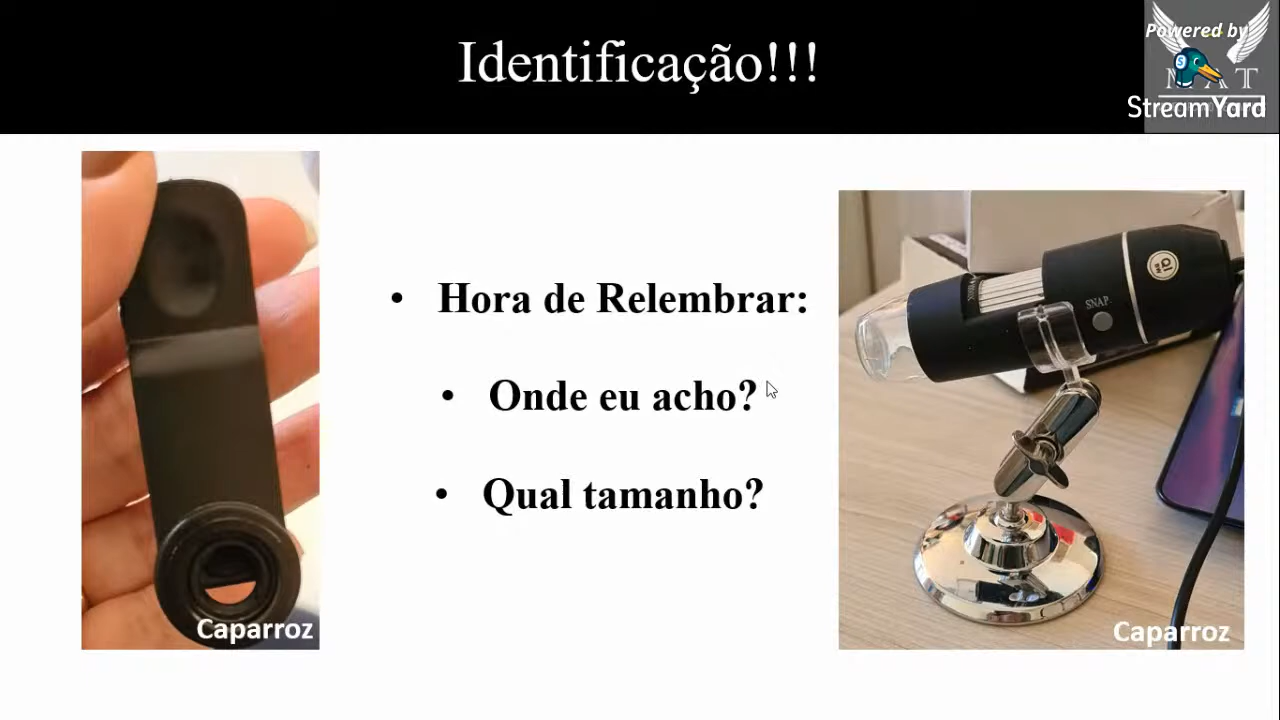 Identificação!!!
Powered by
StreamYard
• Hora de Relembrar:
• Onde eu acho?
• Qual tamanho?
SNAP
Caparroz
Caparroz